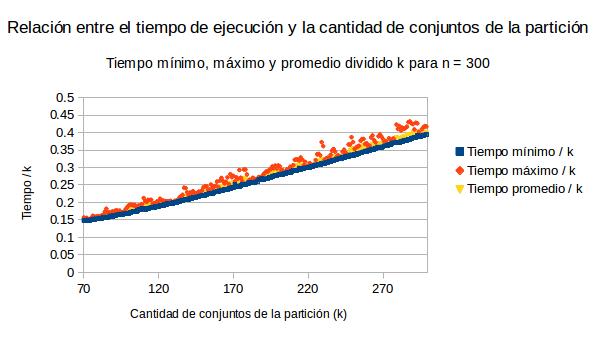 Relación entre el tiempo de ejecución y la cantidad de conjuntos de la partición
Tiempo mínimo, máximo y promedio dividido k para n = 300
0.5
0.45
0.4
0.35
0.3
0.25
0.2
0.15
0.1
0.05
0
Tiempo / k
70 120 170 220 270
Cantidad de conjuntos de la partición (k)
Tiempo mínimo / k
Tiempo máximo / k
Tiempo promedio / k